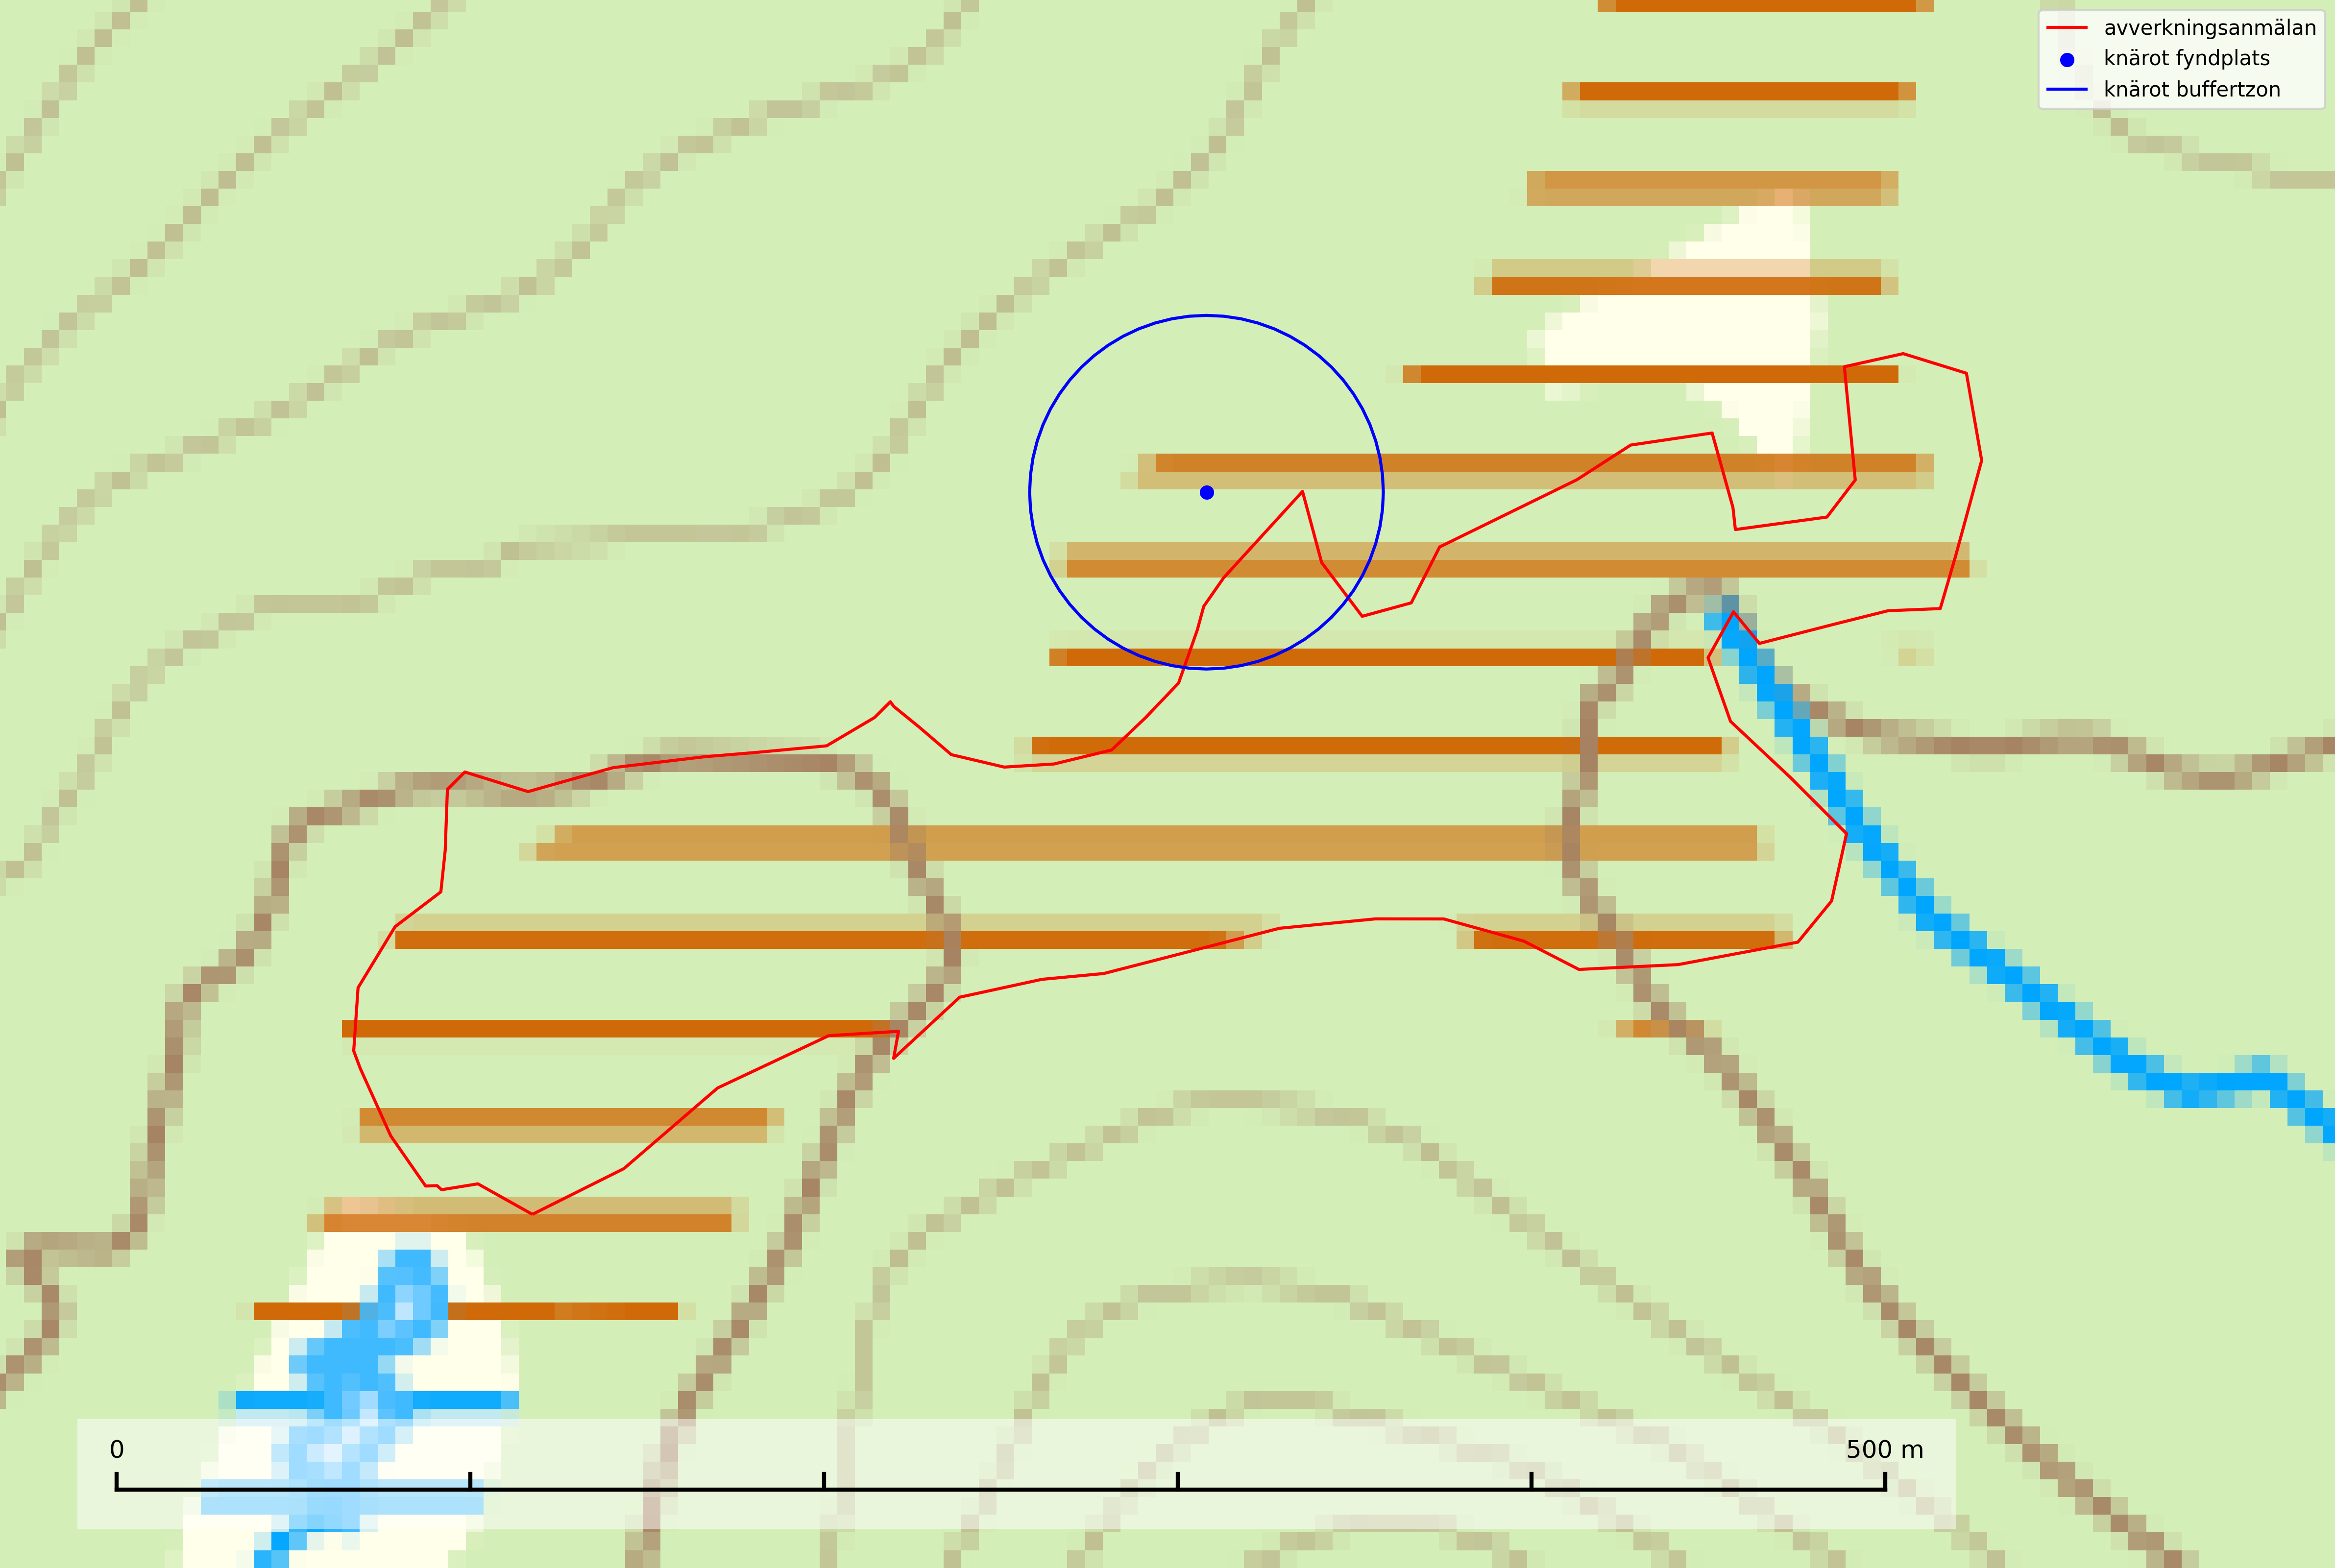 avverkningsanmälan
knärot fyndplats
knärot buffertzon
0
500 m